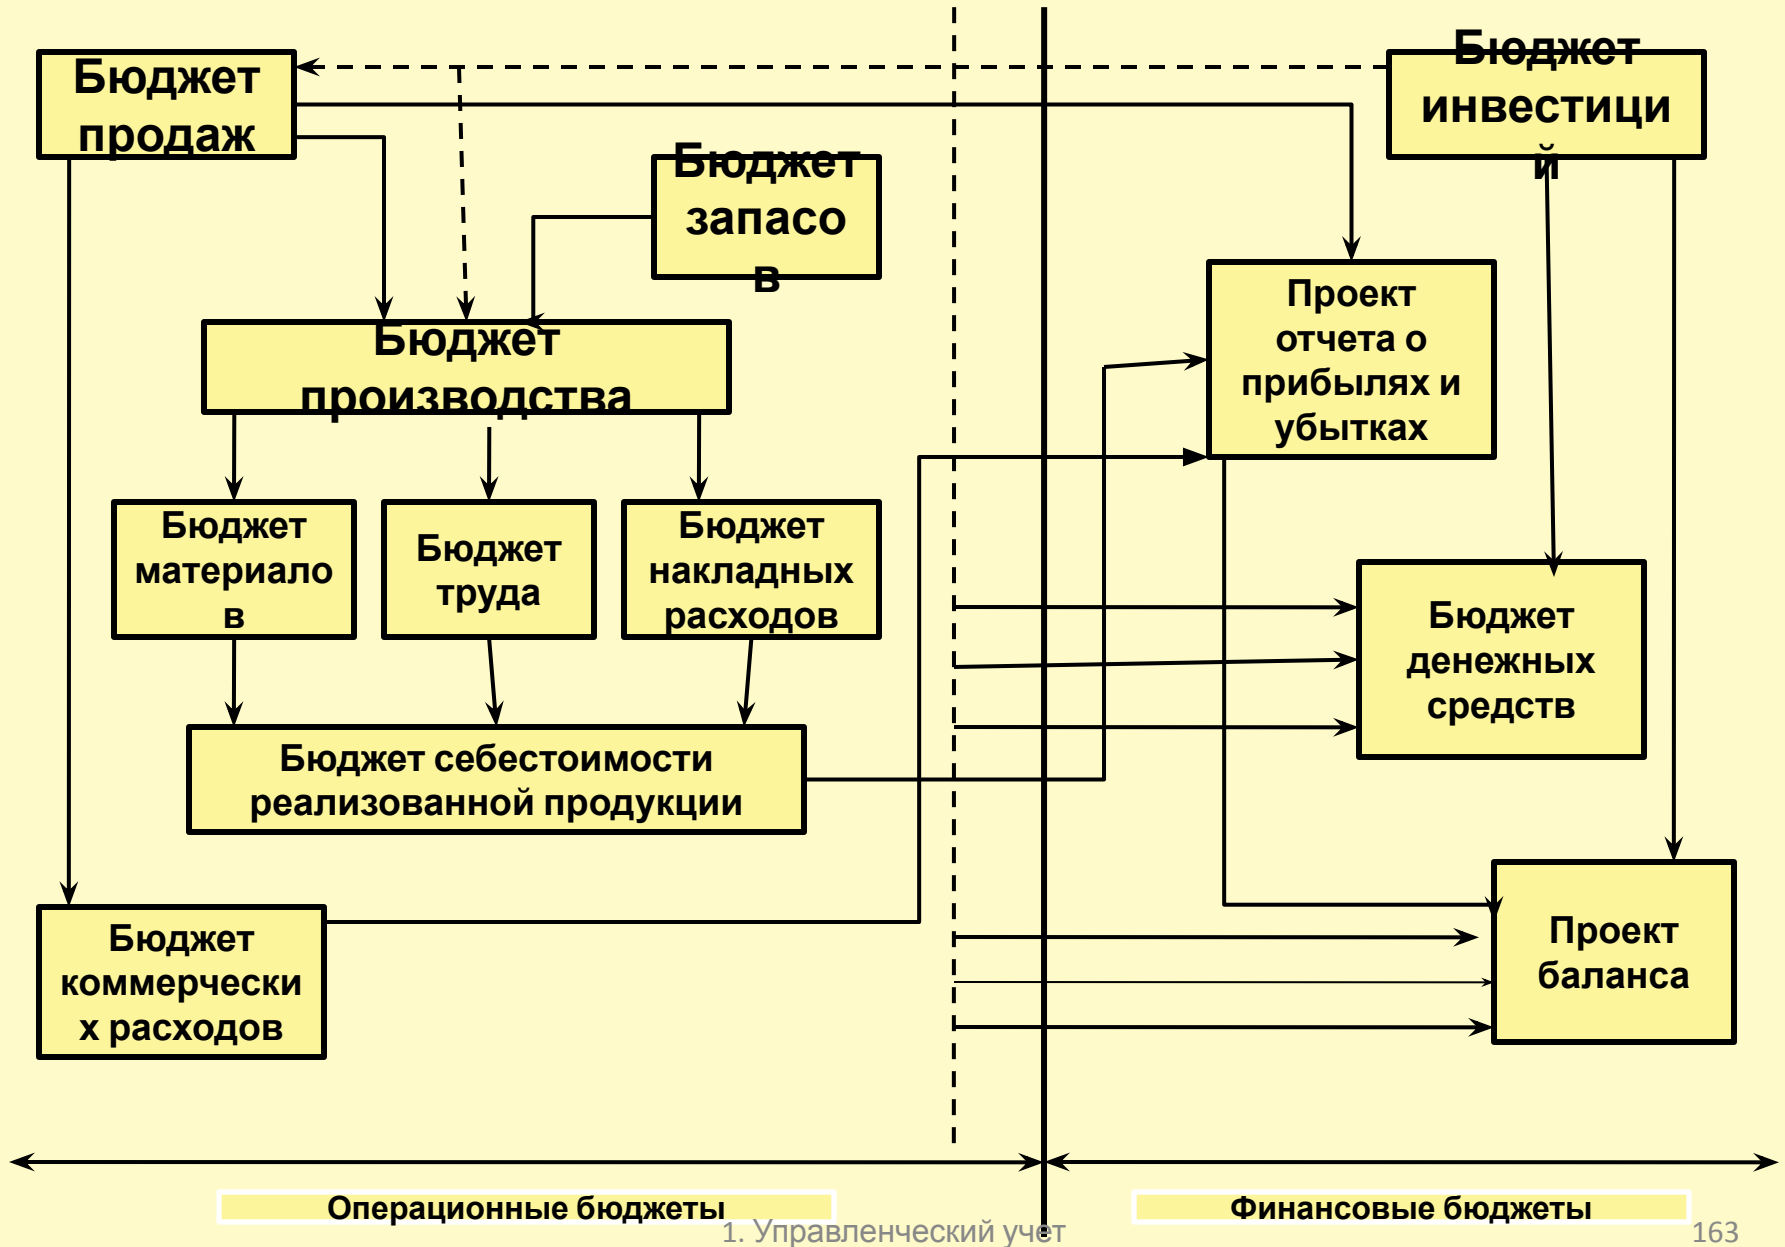 Бюджет
продаж
Бюджет
инвестици
й
Бюджет
запасо
в
Проект
отчета о
прибылях и
убытках
Бюджет
производства
Бюджет
материало
в
Бюджет
труда
Бюджет
накладных
расходов
Бюджет
денежных
средств
Бюджет себестоимости
реализованной продукции
Бюджет
коммерчески
х расходов
Проект
баланса
Операционные бюджеты
Финансовые бюджеты
1. Управленческий учет
163